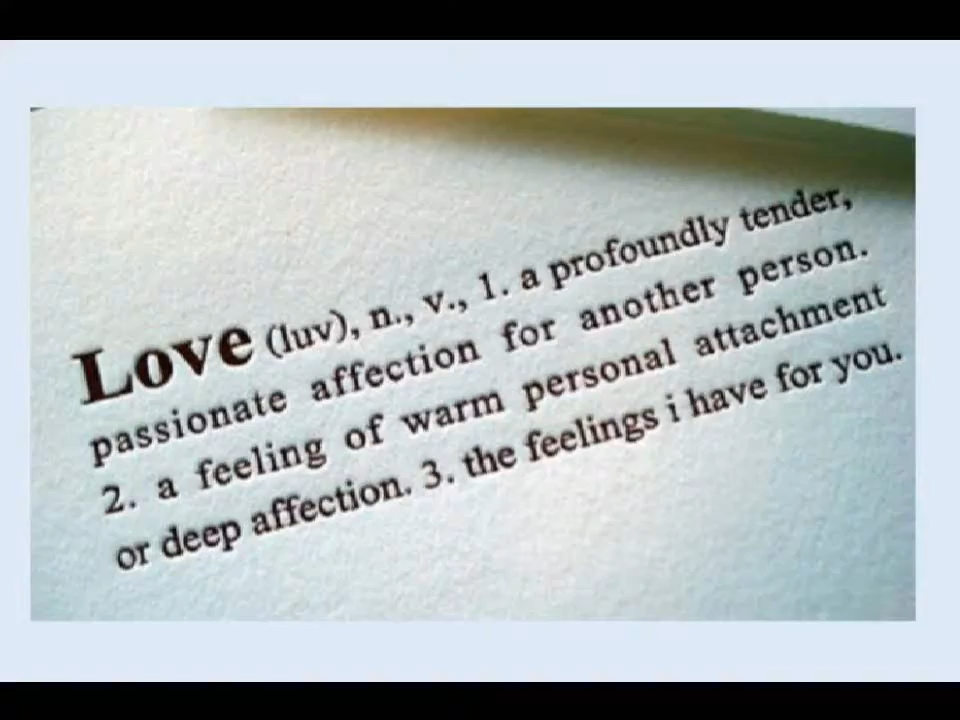 Love (luv), n., v., 1. a profoundly tender,
passionate affection for another person.
2. a feeling of warm personal attachment
or deep affection. 3. the feelings i have for you.